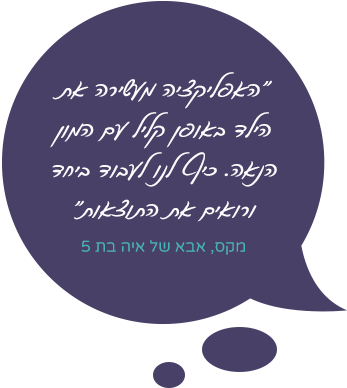 "האפליקציה מעשירה את
הילד באופן קליל עם המון
הנאה. כיף לנו לעבוד ביחד
ורואים את התוצאות"
מקס, אבא של איה בת 5